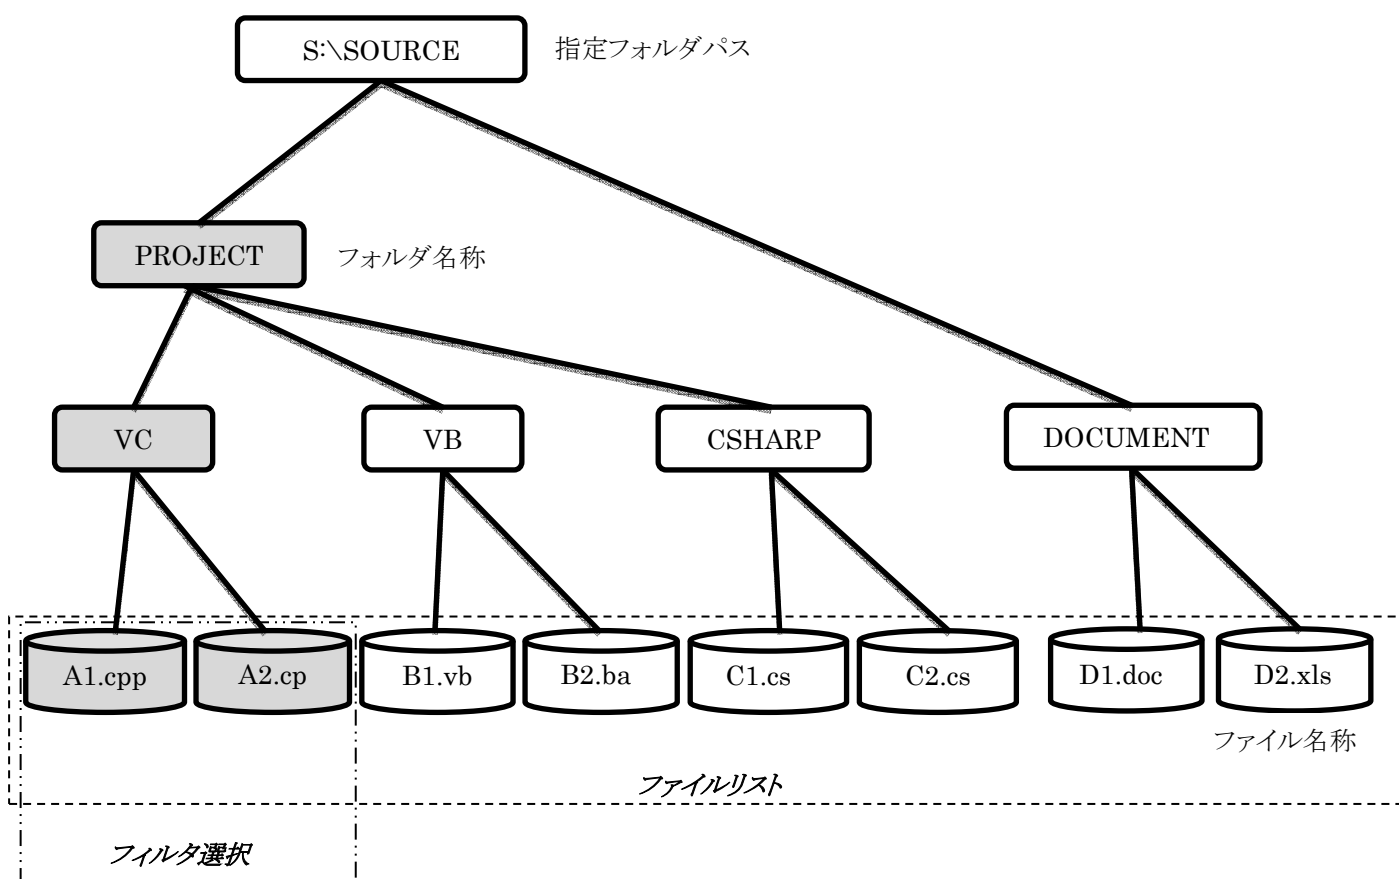 S:\SOURCE
指定フォルダパス
PROJECT
フォルダ名称
VC
VB
CSHARP
DOCUMENT
A1.cpp
A2.cp
B1.vb
B2.ba
C1.cs
C2.cs
D1.doc
D2.xls
ファイル名称
ファイルリスト
フィルタ選択